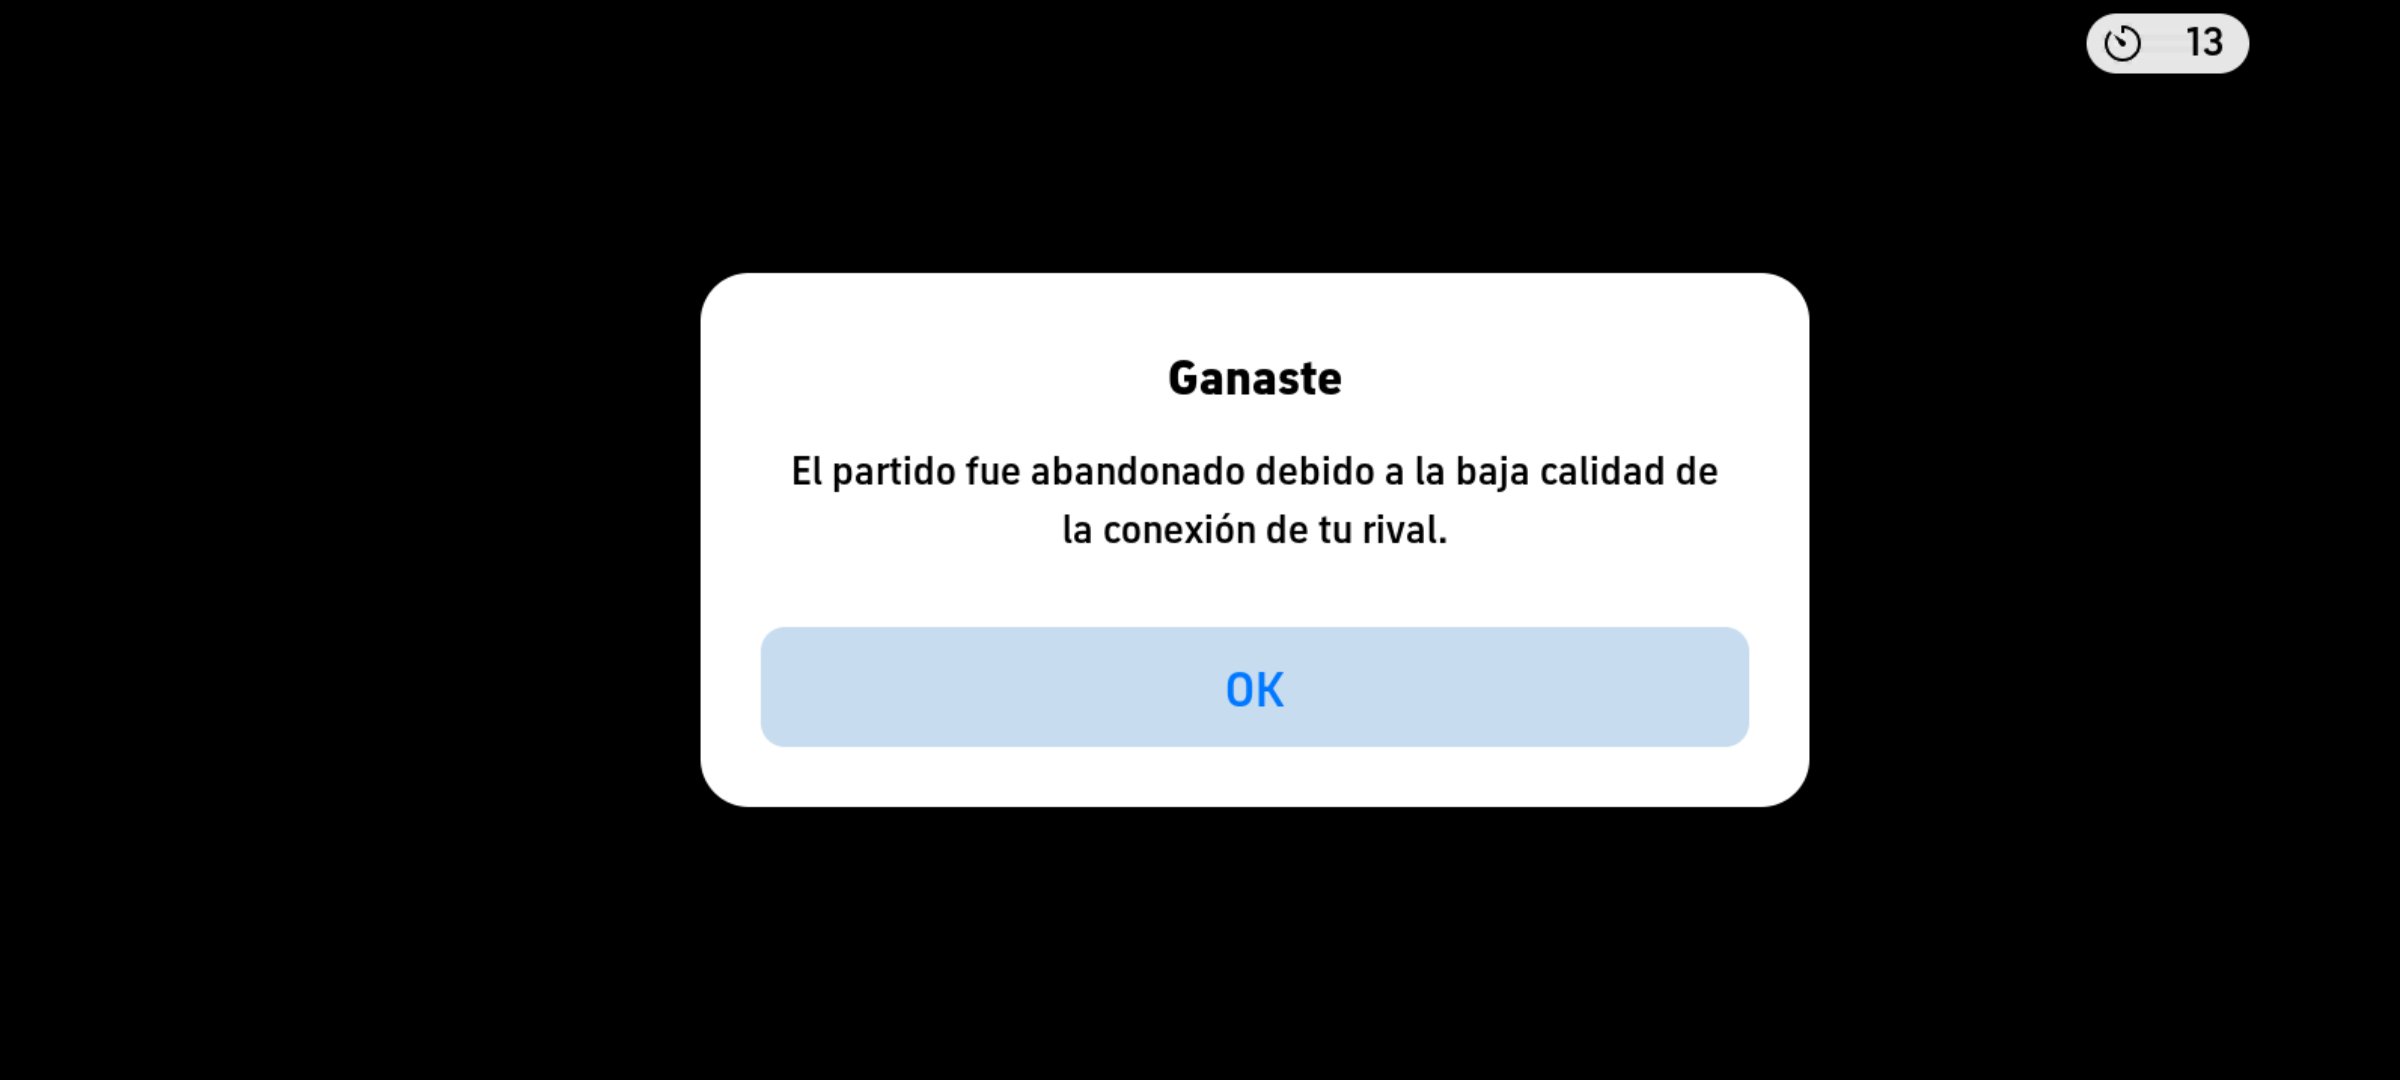 13
Ganaste
El partido fue abandonado debido a la baja calidad de
la conexión de tu rival.
OK